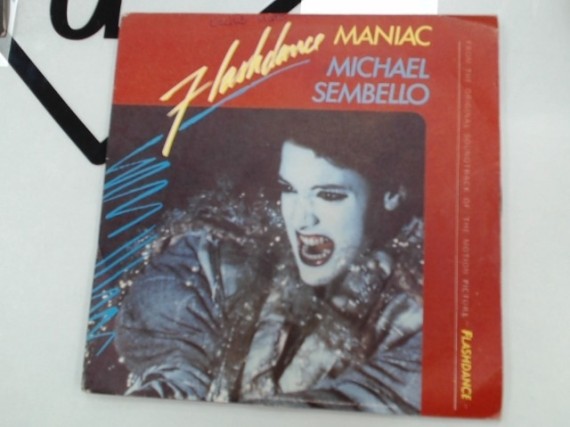 Flashdance
MANIAC
MICHAEL
SEMBELLO
FROM THE ORIGINAL SOUNDTRACK OF THE MOTION PICTURE FLASHDANCE